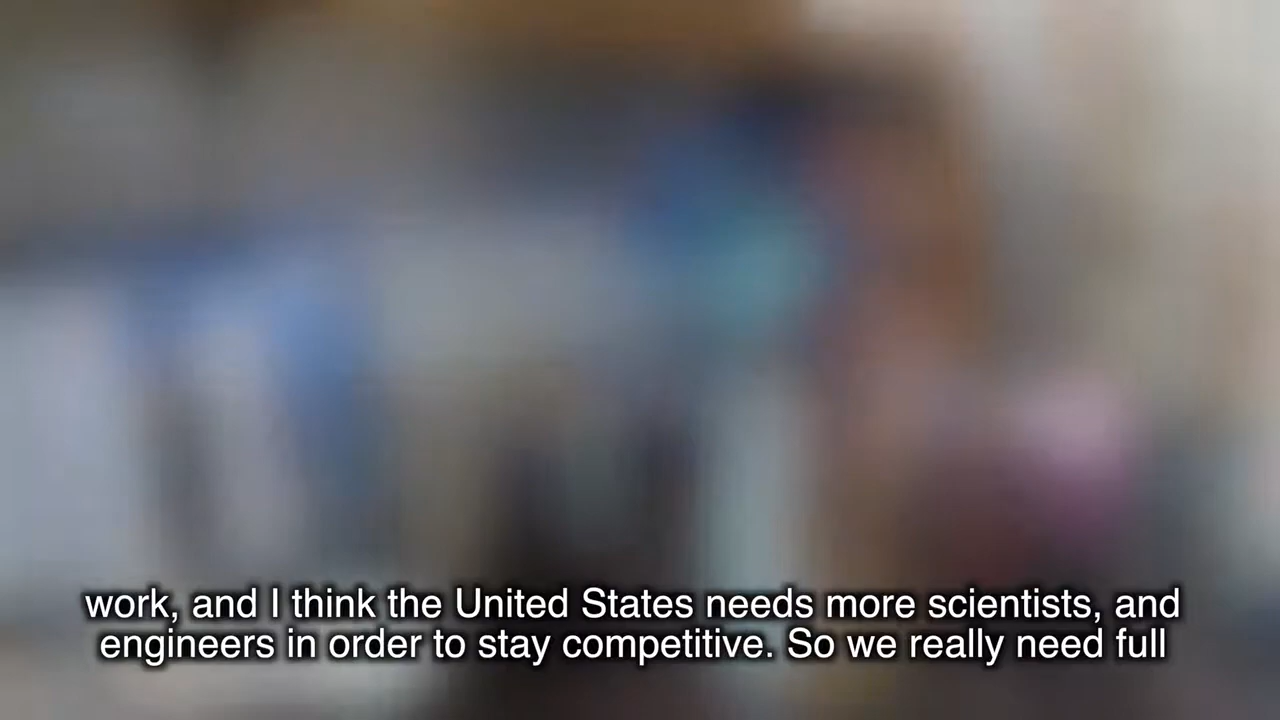 work, and I think the United States needs more scientists, and
engineers in order to stay competitive. So we really need full